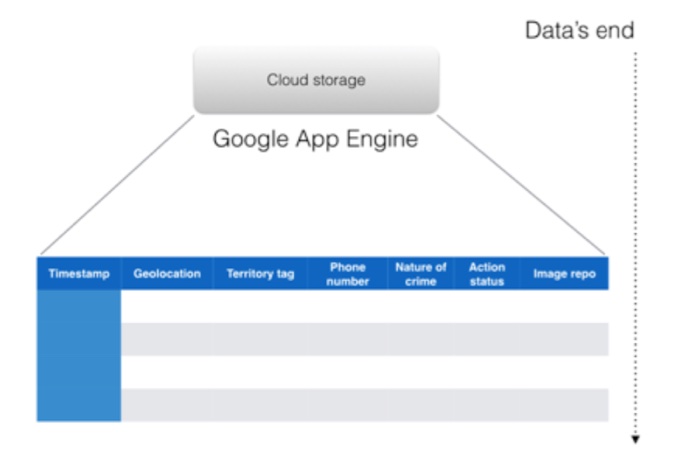 Data's end
Cloud storage
Google App Engine
Timestamp Geolocation Territory tag Phone number Nature of crime Action status Image repo